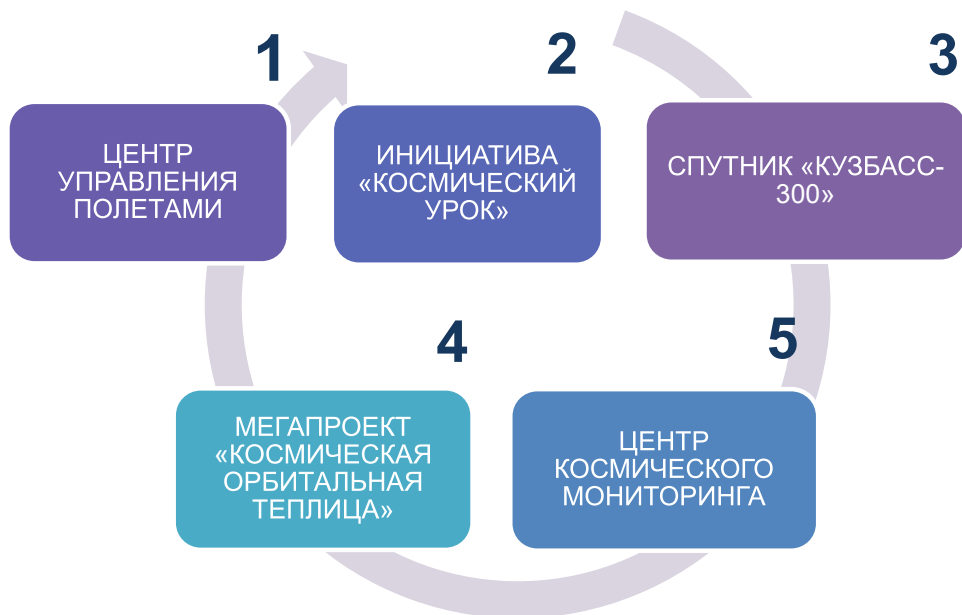 1
ЦЕНТР
УПРАВЛЕНИЯ
ПОЛЕТАМИ
2
ИНИЦИАТИВА
«КОСМИЧЕСКИЙ
УРОК»
3
СПУТНИК «КУЗБАСС-
300»
4
МЕГАПРОЕКТ
«КОСМИЧЕСКАЯ
ОРБИТАЛЬНАЯ
ТЕПЛИЦА»
5
ЦЕНТР
КОСМИЧЕСКОГО
МОНИТОРИНГА